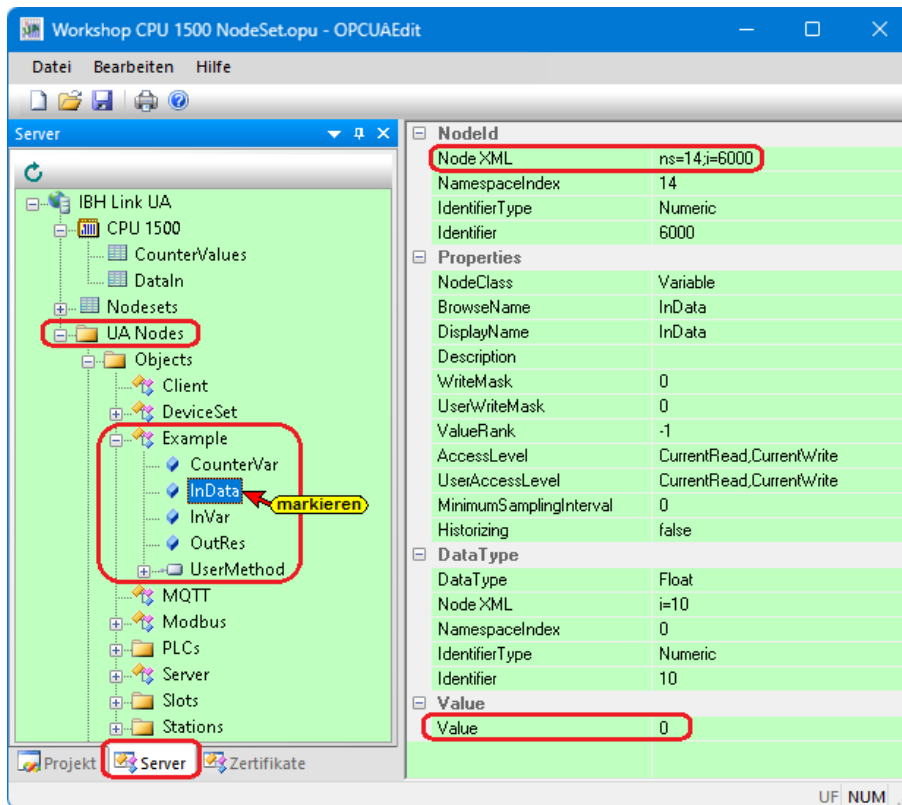 Workshop CPU 1500 NodeSet.opu - OPCUAEdit
Datei Bearbeiten Hilfe
Server
IBH Link UA
CPU 1500
CounterValues
DataIn
Nodesets
UA Nodes
Objects
Client
DeviceSet
Example
CounterVar
InData
markieren
InVar
OutRes
UserMethod
MQTT
Modbus
PLCs
Server
Slots
Stations
Projekt Server Zertifikate
NodeId
Node XML ns=14;i=6000
NamespaceIndex 14
IdentifierType Numeric
Identifier 6000
Properties
NodeClass Variable
BrowseName InData
DisplayName InData
Description
WriteMask 0
UserWriteMask 0
ValueRank -1
AccessLevel CurrentRead,CurrentWrite
UserAccessLevel CurrentRead,CurrentWrite
MinimumSamplingInterval 0
Historizing false
DataType
DataType Float
Node XML i=10
NamespaceIndex 0
IdentifierType Numeric
Identifier 10
Value
Value 0
UF NUM